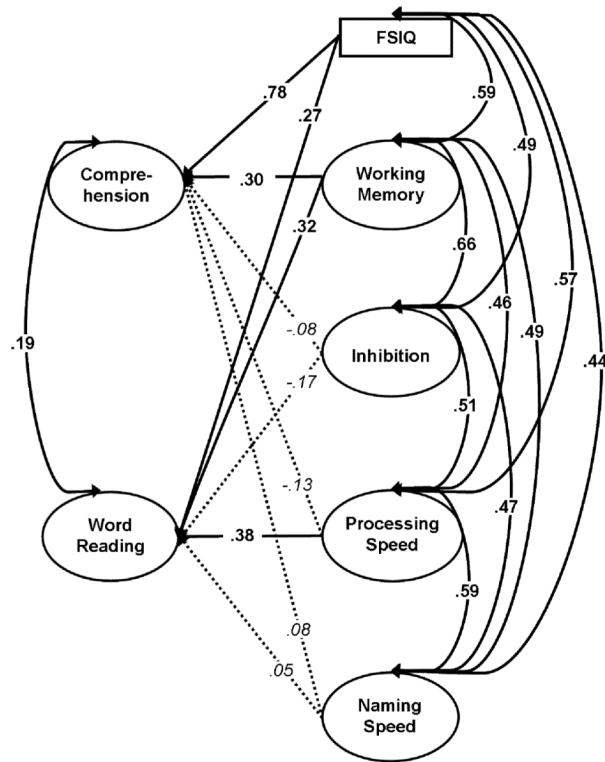 FSIQ
.78
.27
.59
.49
Compre-
hension
.30
Working
Memory
.32
.66
.46
.57
.49
.44
.19
-.08
-.17
Inhibition
.51
-.13
.47
Word
Reading
.38
Processing
Speed
.59
.08
.05
Naming
Speed